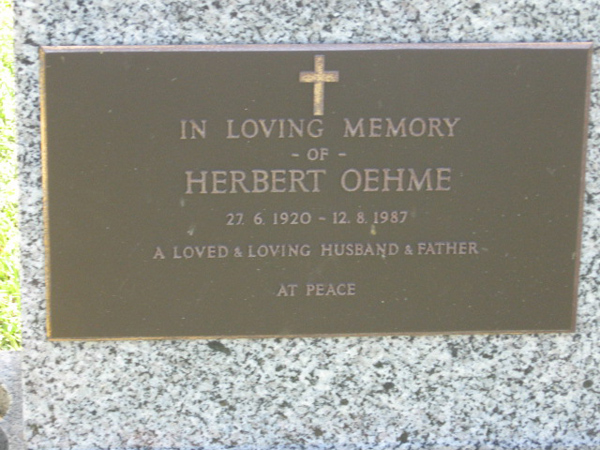 IN LOVING MEMORY
- OF -
HERBERT OEHME
27. 6. 1920 - 12. 8. 1987
A LOVED & LOVING HUSBAND & FATHER
AT PEACE